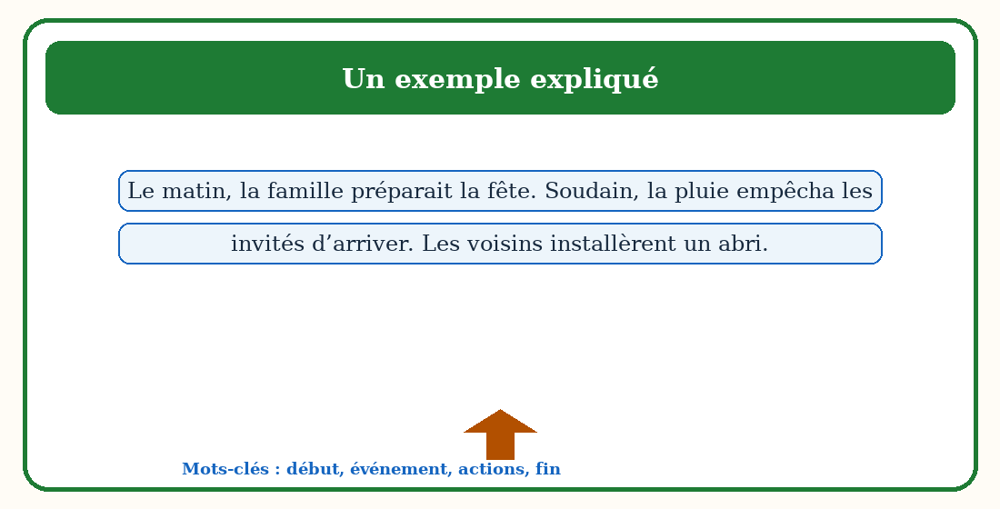 Un exemple expliqué
Le matin, la famille préparait la fête. Soudain, la pluie empêcha les
invités d’arriver. Les voisins installèrent un abri.
Mots-clés : début, événement, actions, fin